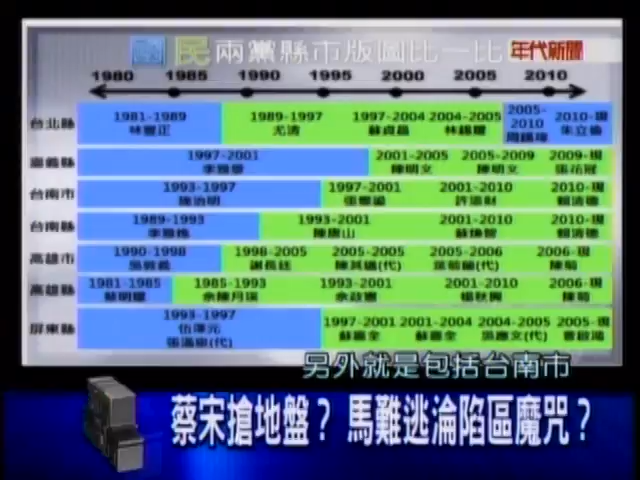 國民兩黨縣市版圖比一比 年代新聞
1980 1985 1990 1995 2000 2005 2010
台北縣 1981-1989 1989-1997 1997-2004 2004-2005 2005-2010 2010-現
林豐正 尤清 蘇貞昌 林錫耀 周錫瑋 朱立倫
嘉義縣 1997-2001 2001-2005 2005-2009 2009-現
李雅景 陳明文 陳明文 張花冠
台南市 1993-1997 1997-2001 2001-2010 2010-現
施治明 張燦鍙 許添財 賴清德
台南縣 1989-1993 1993-2001 2001-2010 2010-現
李雅樵 陳唐山 蘇煥智 賴清德
高雄市 1990-1998 1998-2005 2005-2005 2005-2006 2006-現
吳敦義 謝長廷 陳其邁(代) 葉菊蘭(代) 陳菊
高雄縣 1981-1985 1985-1993 1993-2001 2001-2010 2006-現
蔡明耀 余陳月瑛 余政憲 楊秋興 陳菊
屏東縣 1993-1997 1997-2001 2001-2001 2004-2005 2005-現
伍澤元 蘇嘉全 蘇嘉全 吳應文(代) 曹啟鴻
張滿(代)
另外就是包括台南市
蔡宋搶地盤? 馬難逃淪陷區魔咒?